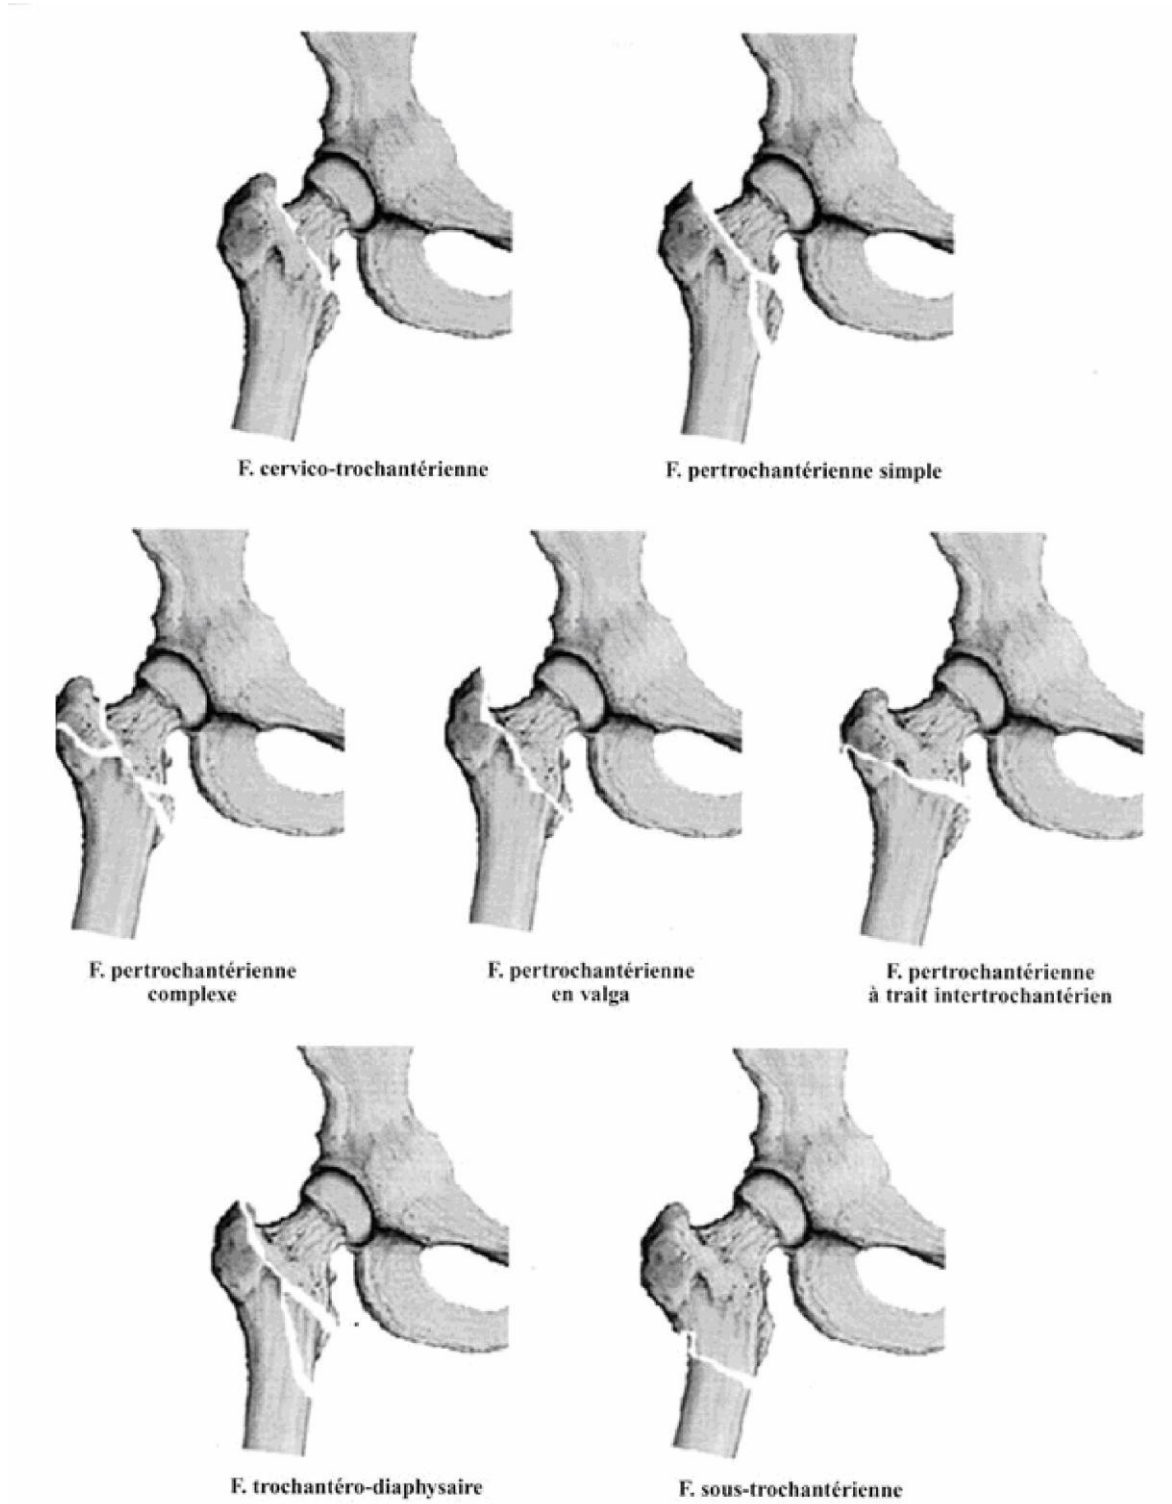 F. cervico-trochantérienne
F. pertrochantérienne simple
F. pertrochantérienne
complexe
F. pertrochantérienne
en valga
F. pertrochantérienne
à trait intertrochantérien
F. trochantéro-diaphysaire
F. sous-trochantérienne